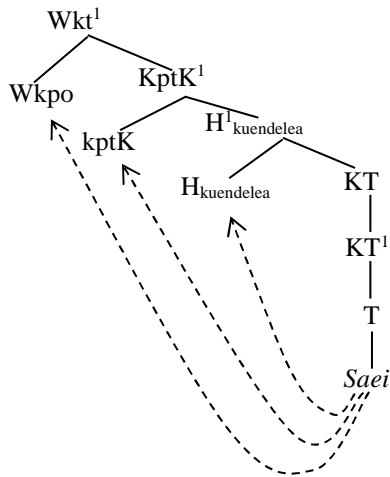 Wkt¹
Wkpo KptK¹
kptK H¹kuendelea
Hkuendelea KT
KT¹
T
Saei